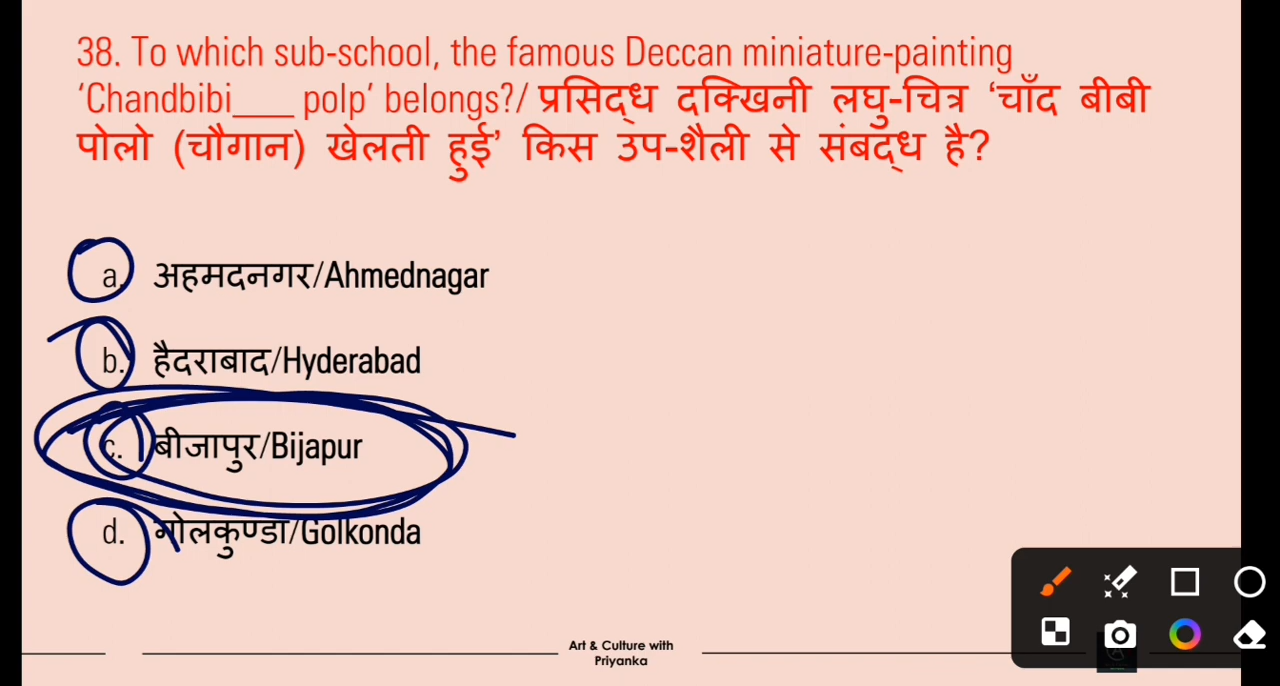 38. To which sub-school, the famous Deccan miniature-painting
‘Chandbibi___ polp’ belongs?/ प्रसिद्ध दक्खिनी लघु-चित्र ‘चाँद बीबी
पोलो (चौगान) खेलती हुई’ किस उप-शैली से संबद्ध है?
a. अहमदनगर/Ahmednagar
b. हैदराबाद/Hyderabad
c. बीजापुर/Bijapur
d. गोलकुण्डा/Golkonda
Art & Culture with
Priyanka